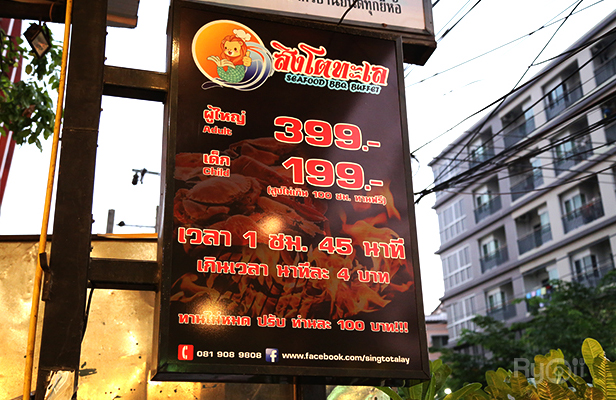 สิงโตทะเล
SEAFOOD BBQ BUFFET
ผู้ใหญ่ 399.-
Adult
เด็ก 199.-
Child
(สูงไม่เกิน 100 ซม. ทานฟรี)
เวลา 1 ชม. 45 นาที
เกินเวลา นาทีละ 4 บาท
ทานไม่หมด ปรับ ท่านละ 100 บาท!!!
081 908 9808 f www.facebook.com/singtotalay